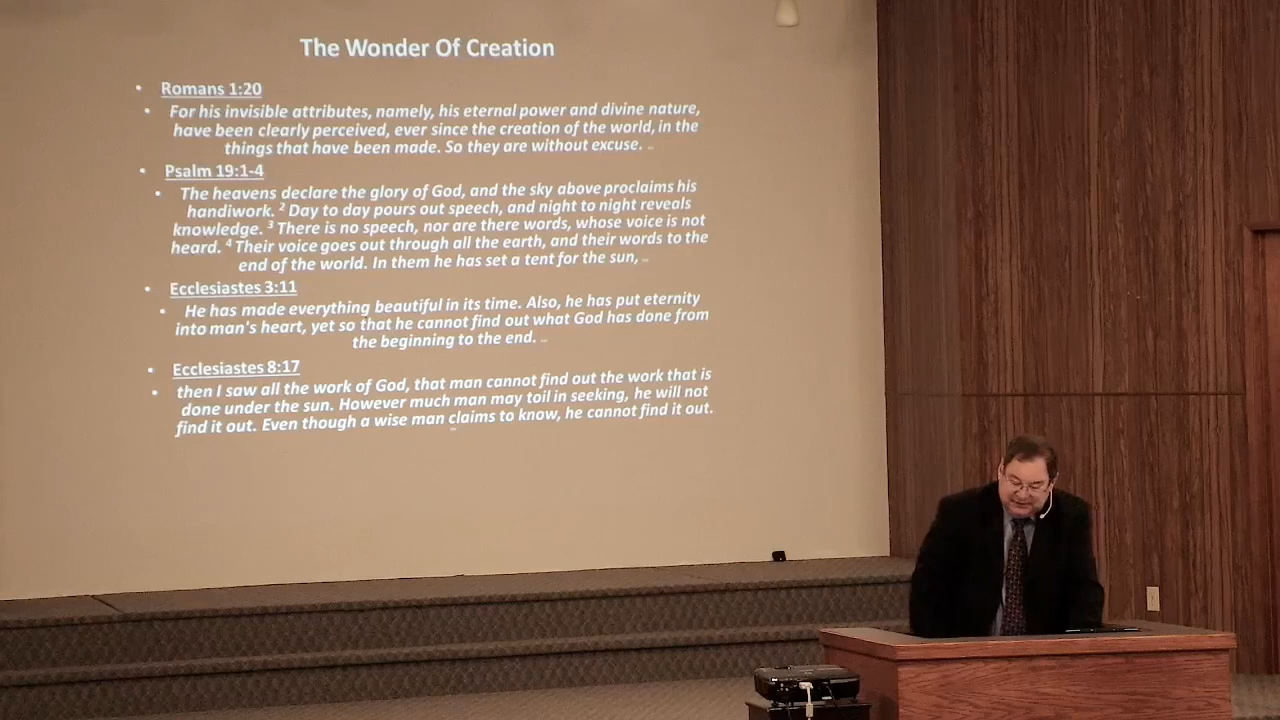 The Wonder Of Creation
• Romans 1:20
• For his invisible attributes, namely, his eternal power and divine nature,
have been clearly perceived, ever since the creation of the world, in the
things that have been made. So they are without excuse.
• Psalm 19:1-4
• The heavens declare the glory of God, and the sky above proclaims his
handiwork. ² Day to day pours out speech, and night to night reveals
knowledge. ³ There is no speech, nor are there words, whose voice is not
heard. ⁴ Their voice goes out through all the earth, and their words to the
end of the world. In them he has set a tent for the sun,
• Ecclesiastes 3:11
• He has made everything beautiful in its time. Also, he has put eternity
into man's heart, yet so that he cannot find out what God has done from
the beginning to the end.
• Ecclesiastes 8:17
• then I saw all the work of God, that man cannot find out the work that is
done under the sun. However much man may toil in seeking, he will not
find it out. Even though a wise man claims to know, he cannot find it out.